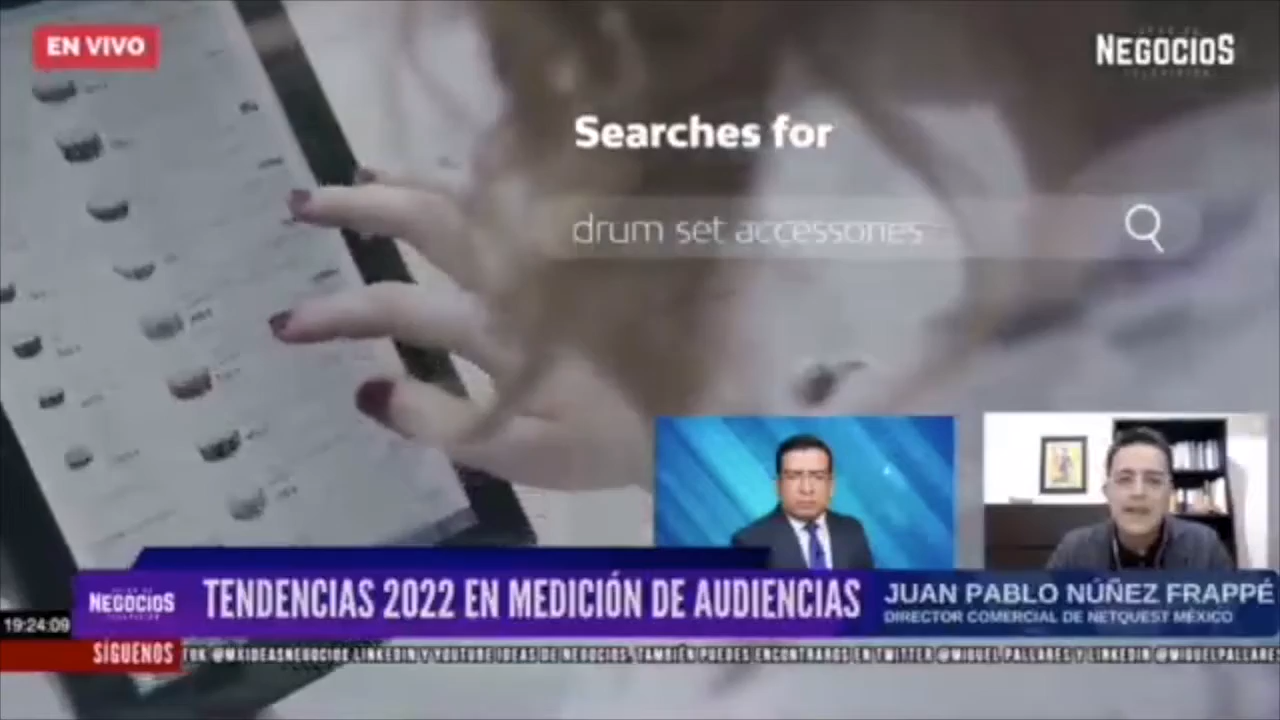 EN VIVO
NEGOCIOS
Searches for
drum set accessories
NEGOCIOS
TENDENCIAS 2022 EN MEDICIÓN DE AUDIENCIAS
JUAN PABLO NÚÑEZ FRAPPÉ
DIRECTOR COMERCIAL DE NETQUEST MÉXICO
19:24:09
SÍGUENOS
TOK @MXIDEASNEGOCIOS LINKEDIN Y YOUTUBE IDEAS DE NEGOCIOS. TAMBIÉN PUEDES ENCONTRARNOS EN TWITTER @MIGUEL PALLARES Y LINKEDIN @MIGUELPALLARES